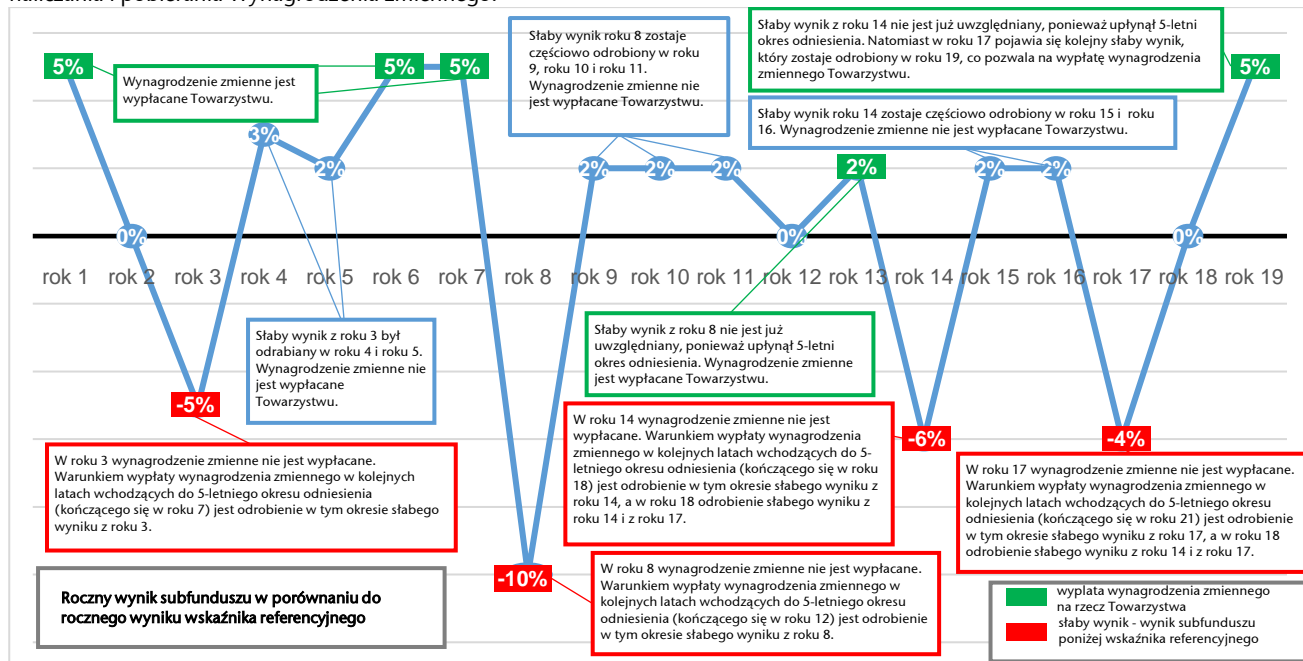 naliczania i pobierania Wynagrodzenia zmiennego:
Słaby wynik roku 8 zostaje
częściowo odrobiony w roku
9, roku 10 i roku 11.
Wynagrodzenie zmienne nie
jest wypłacane Towarzystwu.
Słaby wynik z roku 14 nie jest już uwzględniany, ponieważ upłynął 5-letni
okres odniesienia. Natomiast w roku 17 pojawia się kolejny słaby wynik,
który zostaje odrobiony w roku 19, co pozwala na wypłatę wynagrodzenia
zmiennego Towarzystwu.
Wynagrodzenie zmienne jest
wypłacane Towarzystwu.
Słaby wynik roku 14 zostaje częściowo odrobiony w roku 15 i roku
16. Wynagrodzenie zmienne nie jest wypłacane Towarzystwu.
5%
0%
-5%
3%
2%
5%
5%
-10%
2%
2%
2%
0%
2%
-6%
2%
2%
-4%
0%
5%
rok 1
rok 2
rok 3
rok 4
rok 5
rok 6
rok 7
rok 8
rok 9
rok 10
rok 11
rok 12
rok 13
rok 14
rok 15
rok 16
rok 17
rok 18
rok 19
Słaby wynik z roku 3 był
odrabiany w roku 4 i roku 5.
Wynagrodzenie zmienne nie
jest wypłacane
Towarzystwu.
Słaby wynik z roku 8 nie jest już
uwzględniany, ponieważ upłynął 5-letni
okres odniesienia. Wynagrodzenie zmienne
jest wypłacane Towarzystwu.
W roku 3 wynagrodzenie zmienne nie jest wypłacane.
Warunkiem wypłaty wynagrodzenia zmiennego w kolejnych
latach wchodzących do 5-letniego okresu odniesienia
(kończącego się w roku 7) jest odrobienie w tym okresie słabego
wyniku z roku 3.
W roku 14 wynagrodzenie zmienne nie jest
wypłacane. Warunkiem wypłaty wynagrodzenia
zmiennego w kolejnych latach wchodzących do 5-
letniego okresu odniesienia (kończącego się w roku
18) jest odrobienie w tym okresie słabego wyniku z
roku 14, a w roku 18 odrobienie słabego wyniku z
roku 14 i z roku 17.
W roku 17 wynagrodzenie zmienne nie jest wypłacane.
Warunkiem wypłaty wynagrodzenia zmiennego w
kolejnych latach wchodzących do 5-letniego okresu
odniesienia (kończącego się w roku 21) jest odrobienie
w tym okresie słabego wyniku z roku 17, a w roku 18
odrobienie słabego wyniku z roku 14 i z roku 17.
W roku 8 wynagrodzenie zmienne nie jest wypłacane.
Warunkiem wypłaty wynagrodzenia zmiennego w
kolejnych latach wchodzących do 5-letniego okresu
odniesienia (kończącego się w roku 12) jest odrobienie
w tym okresie słabego wyniku z roku 8.
Roczny wynik subfunduszu w porównaniu do
rocznego wyniku wskaźnika referencyjnego
wyplata wynagrodzenia zmiennego
na rzecz Towarzystwa
słaby wynik - wynik subfunduszu
poniżej wskaźnika referencyjnego